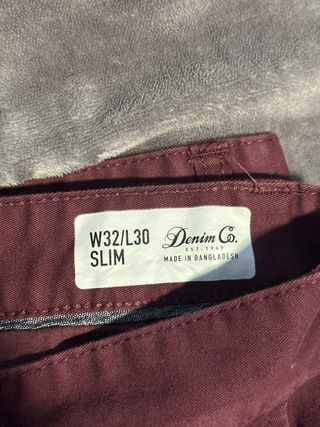 W32/L30
SLIM
Denim Co.
EST. 1969
MADE IN BANGLADESH